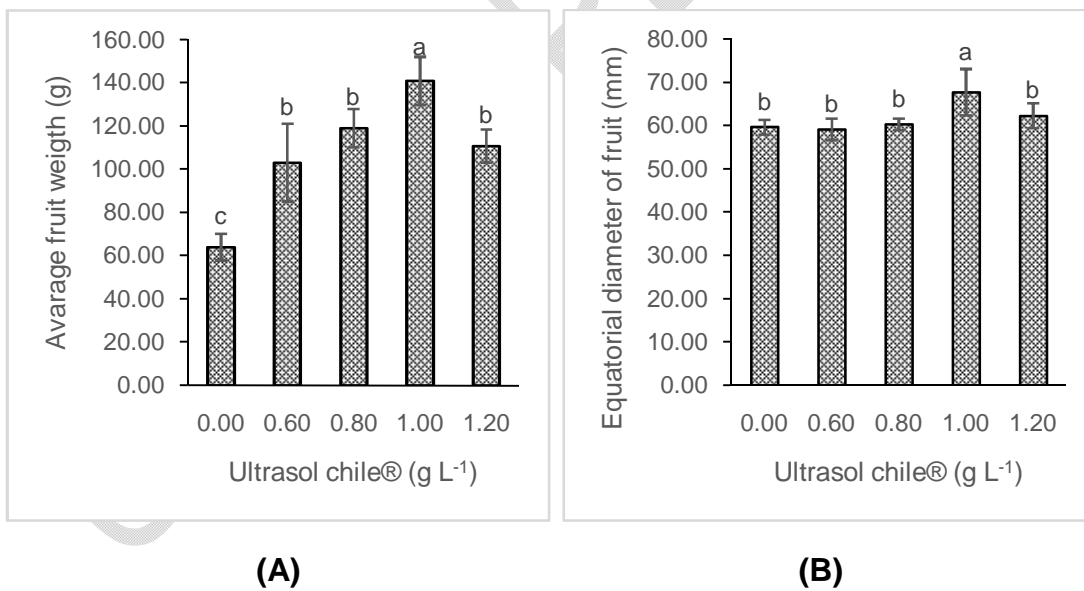 Avarage fruit weigth (g)
160.00
140.00
120.00
100.00
80.00
60.00
40.00
20.00
0.00
c
b
b
a
b
0.00 0.60 0.80 1.00 1.20
Ultrasol chile® (g L-1)
(A)
Equatorial diameter of fruit (mm)
80.00
70.00
60.00
50.00
40.00
30.00
20.00
10.00
0.00
b
b
b
a
b
0.00 0.60 0.80 1.00 1.20
Ultrasol chile® (g L-1)
(B)